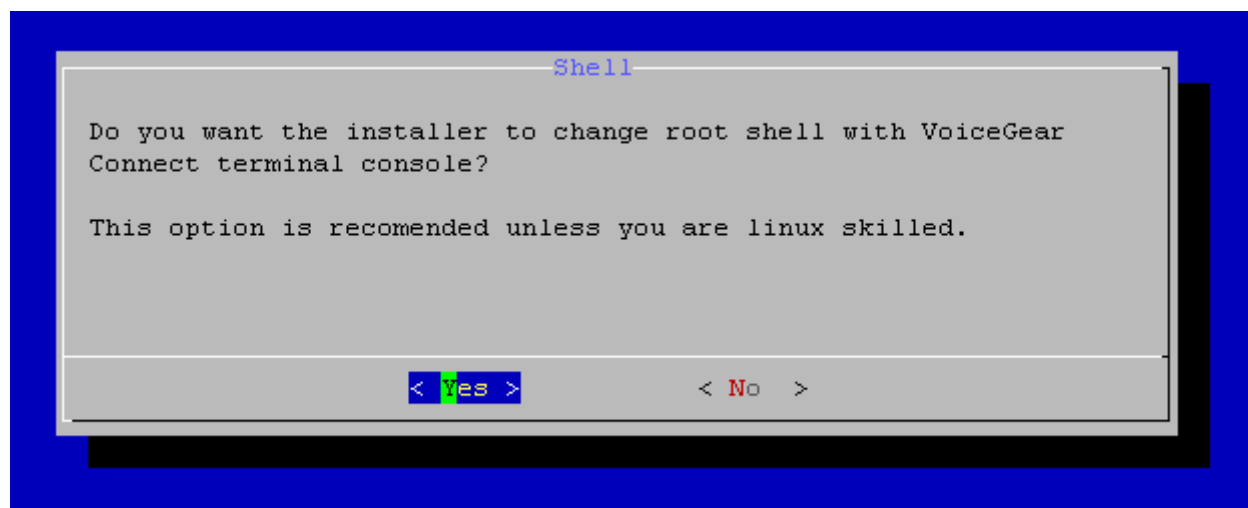 Shell
Do you want the installer to change root shell with VoiceGear
Connect terminal console?
This option is recomended unless you are linux skilled.
< Yes > < No >